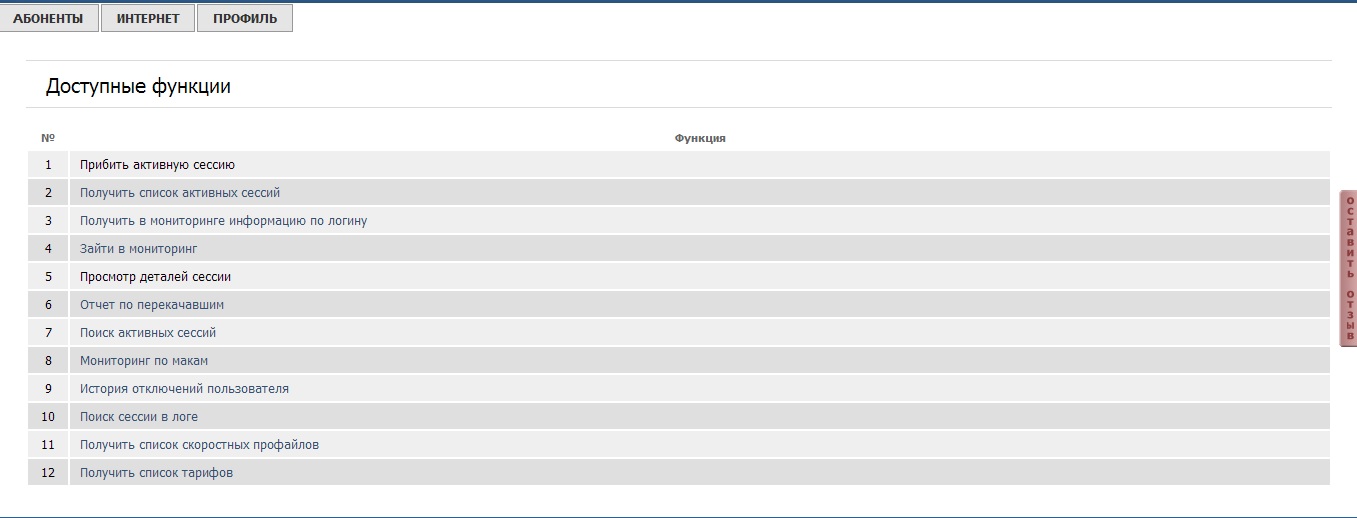 АБОНЕНТЫ ИНТЕРНЕТ ПРОФИЛЬ
Доступные функции
№ Функция
1 Прибить активную сессию
2 Получить список активных сессий
3 Получить в мониторинге информацию по логину
4 Зайти в мониторинг
5 Просмотр деталей сессии
6 Отчет по перекачавшим
7 Поиск активных сессий
8 Мониторинг по макам
9 История отключений пользователя
10 Поиск сессии в логе
11 Получить список скоростных профайлов
12 Получить список тарифов
оставить отзыв